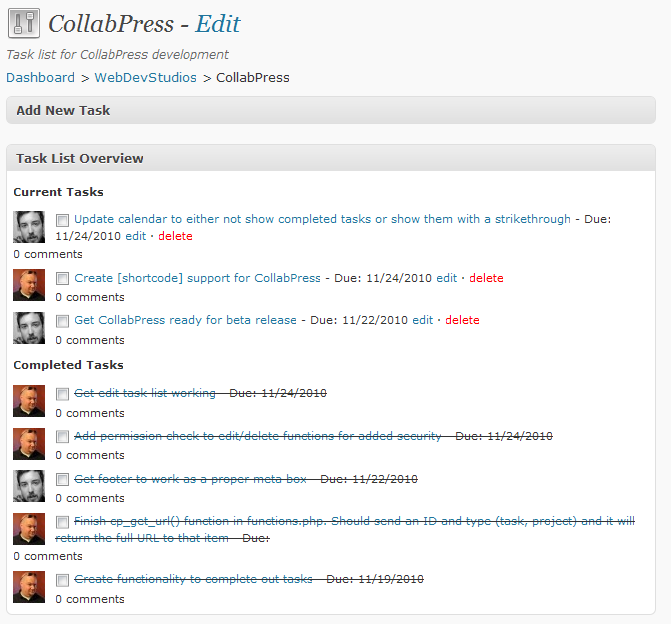 CollabPress - Edit
Task list for CollabPress development
Dashboard > WebDevStudios > CollabPress
Add New Task
Task List Overview
Current Tasks
Update calendar to either not show completed tasks or show them with a strikethrough - Due:
11/24/2010 edit · delete
0 comments
Create [shortcode] support for CollabPress - Due: 11/24/2010 edit · delete
0 comments
Get CollabPress ready for beta release - Due: 11/22/2010 edit · delete
0 comments
Completed Tasks
Get edit task list working - Due: 11/24/2010
0 comments
Add permission check to edit/delete functions for added security - Due: 11/24/2010
0 comments
Get footer to work as a proper meta box - Due: 11/22/2010
0 comments
Finish cp_get_url() function in functions.php. Should send an ID and type (task, project) and it will
return the full URL to that item - Due:
0 comments
Create functionality to complete out tasks - Due: 11/19/2010
0 comments